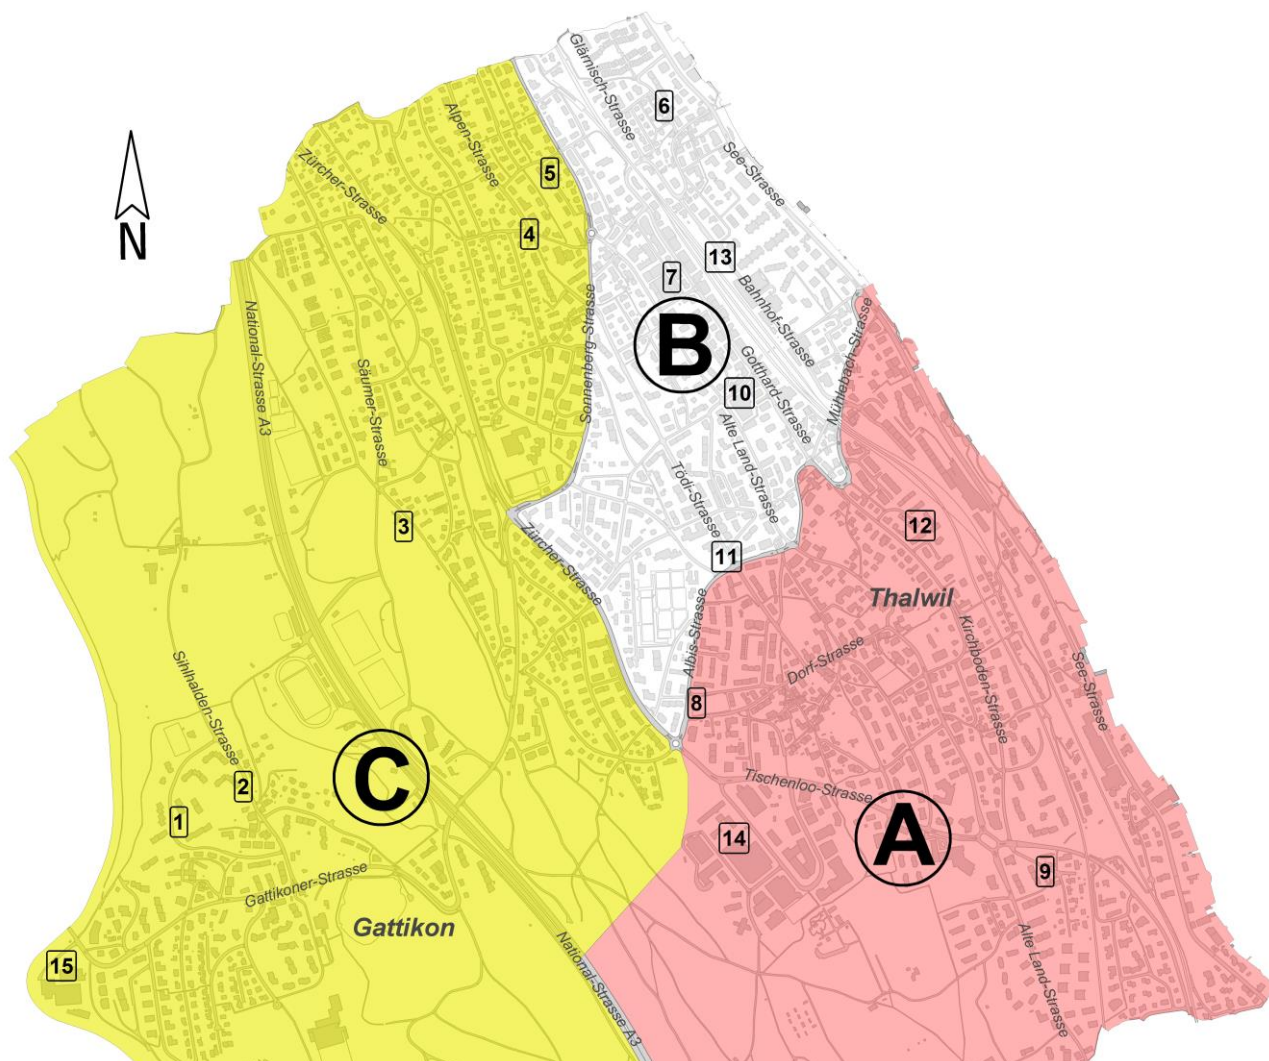 Glärnisch-Strasse
6
Alpen-Strasse
See-Strasse
Zürcher-Strasse
5
N
4
13
7
Bahnhof-Strasse
National-Strasse A3
Sonnenberg-Strasse
B
Mühlebach-Strasse
Säumer-Strasse
Gotthard-Strasse
10
Alte Land-Strasse
Tödi-Strasse
3
12
Zürcher-Strasse
11
Thalwil
Albis-Strasse
Dorf-Strasse
Kirchboden-Strasse
See-Strasse
Sihlhalden-Strasse
8
C
2
Tischenloo-Strasse
1
14
A
9
Gattikoner-Strasse
Gattikon
15
National-Strasse A3
Alte Land-Strasse